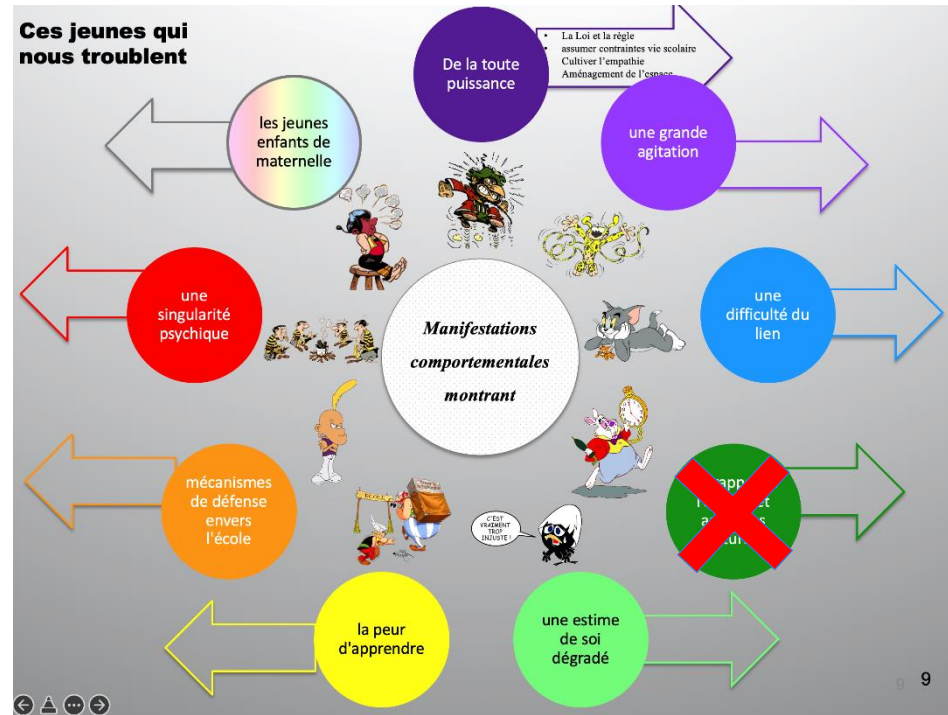 Ces jeunes qui
nous troublent
De la toute
puissance
• La Loi et la règle
• assumer contraintes vie scolaire
Cultiver l'empathie
Aménagement de l'espace
une grande
agitation
une
difficulté du
lien
une estime
de soi
dégradé
la peur
d'apprendre
mécanismes
de défense
envers
l'école
une
singularité
psychique
les jeunes
enfants de
maternelle
Manifestations
comportementales
montrant
C'EST
VRAIMENT
TROP
INJUSTE !
9 9